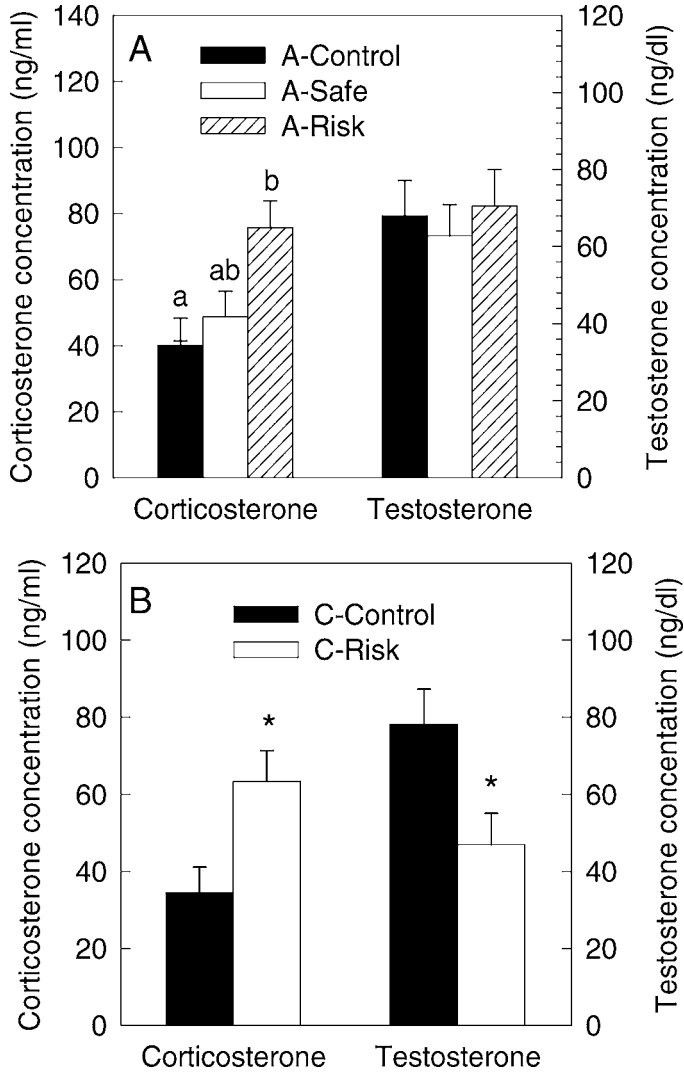 A
A-Control
A-Safe
A-Risk
Corticosterone concentration (ng/ml)
140
120
100
80
60
40
20
0
a
ab
b
Testosterone concentration (ng/dl)
120
100
80
60
40
20
0
Corticosterone
Testosterone
B
C-Control
C-Risk
Corticosterone concentration (ng/ml)
120
100
80
60
40
20
0
*
*
Testosterone concentation (ng/dl)
120
100
80
60
40
20
0
Corticosterone
Testosterone